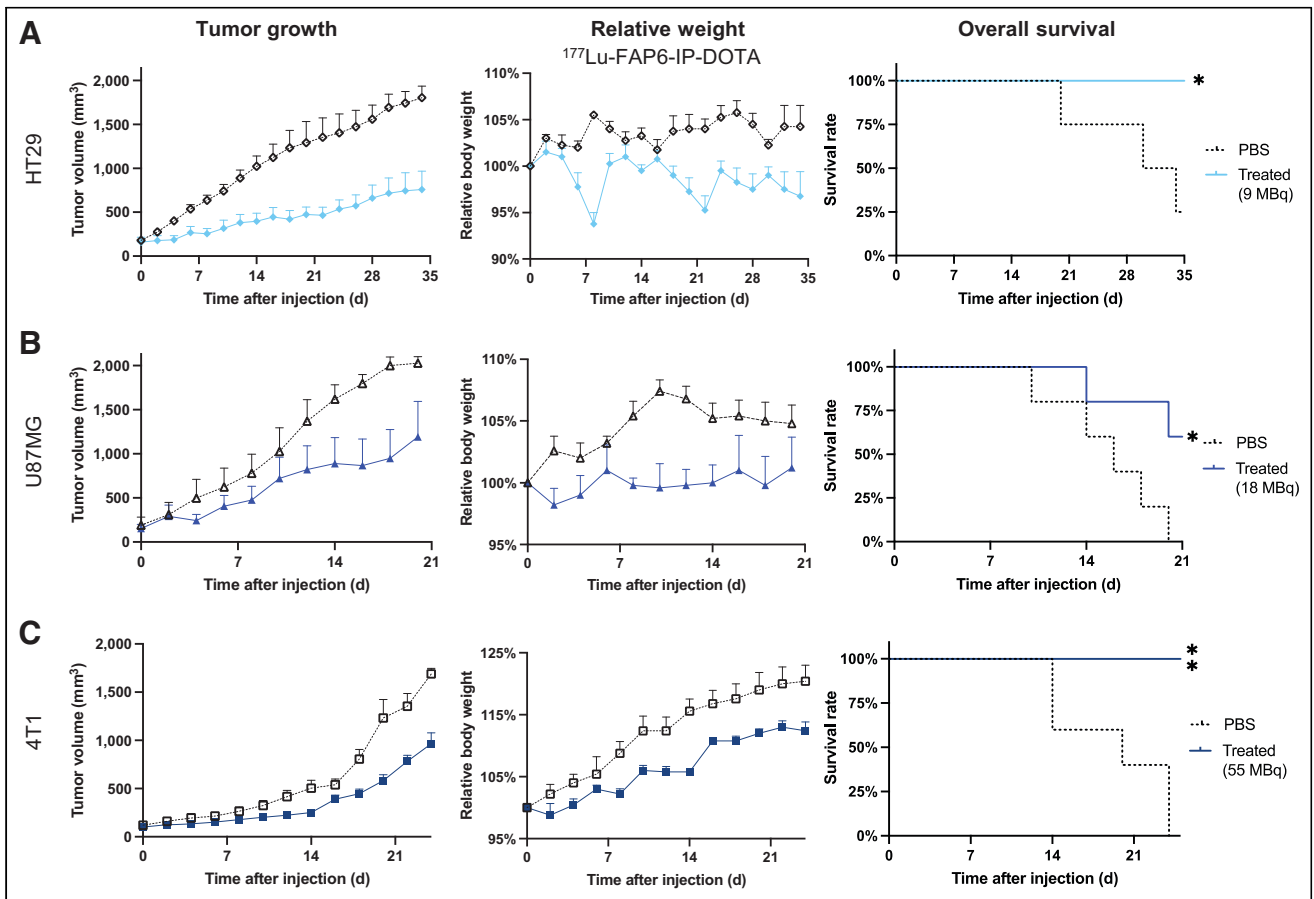 A
Tumor growth
Relative weight
Overall survival
177Lu-FAP6-IP-DOTA
HT29
Tumor volume (mm3)
2,000
1,500
1,000
500
0
0 7 14 21 28 35
Time after injection (d)
Relative body weight
110%
105%
100%
95%
90%
0 7 14 21 28 35
Time after injection (d)
Survival rate
100%
75%
50%
25%
0%
0 7 14 21 28 35
Time after injection (d)
*
PBS
Treated
(9 MBq)
B
U87MG
Tumor volume (mm3)
2,000
1,500
1,000
500
0
0 7 14 21
Time after injection (d)
Relative body weight
110%
105%
100%
95%
0 7 14 21
Time after injection (d)
Survival rate
100%
75%
50%
25%
0%
0 7 14 21
Time after injection (d)
*
PBS
Treated
(18 MBq)
C
4T1
Tumor volume (mm3)
2,000
1,500
1,000
500
0
0 7 14 21
Time after injection (d)
Relative body weight
125%
115%
105%
95%
0 7 14 21
Time after injection (d)
Survival rate
100%
75%
50%
25%
0%
0 7 14 21
Time after injection (d)
*
*
PBS
Treated
(55 MBq)